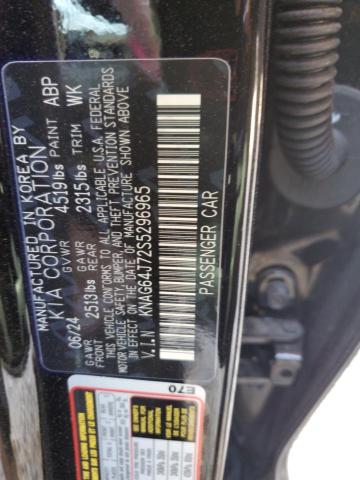 MANUFACTURED IN KOREA BY
KIA CORPORATION
06/24 GVWR 4519lbs PAINT ABP
GAWR FRONT 2513lbs GAWR REAR 2315lbs TRIM WK
THIS VEHICLE CONFORMS TO ALL APPLICABLE U.S.A. FEDERAL
MOTOR VEHICLE SAFETY, BUMPER, AND THEFT PREVENTION STANDARDS
IN EFFECT ON THE DATE OF MANUFACTURE SHOWN ABOVE
V.I.N KNAG64J72S5296965
PASSENGER CAR
E70